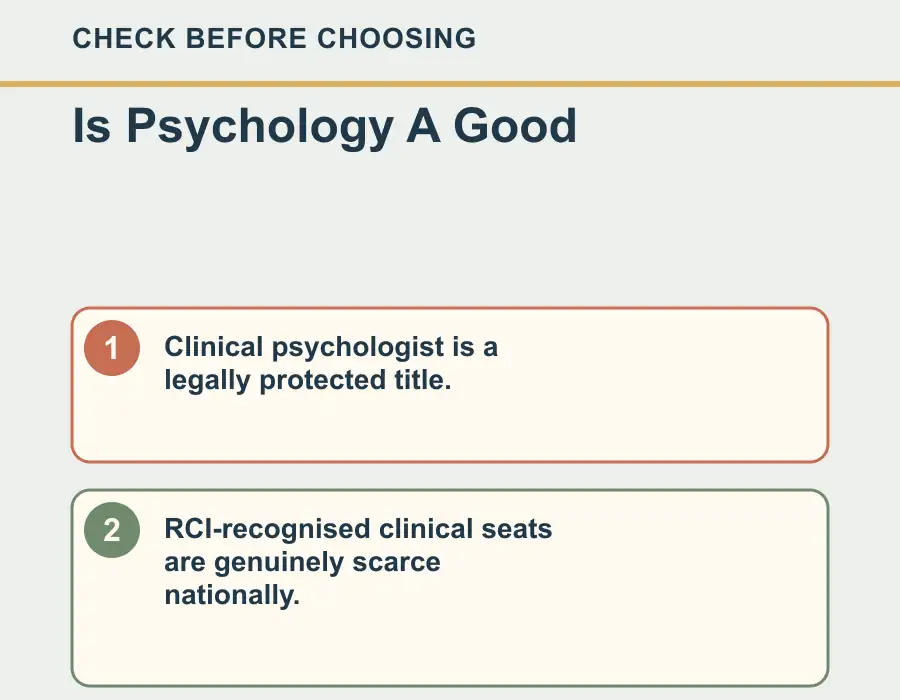 CHECK BEFORE CHOOSING
Is Psychology A Good
1
Clinical psychologist is a
legally protected title.
2
RCI-recognised clinical seats
are genuinely scarce
nationally.